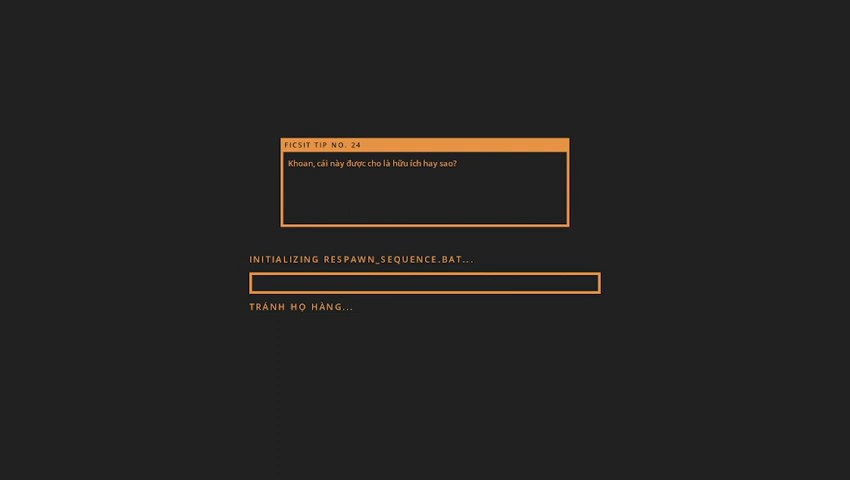 FICSIT TIP NO. 24
Khoan, cái này được cho là hữu ích hay sao?
INITIALIZING RESPAWN_SEQUENCE.BAT...
TRÁNH HỌ HÀNG...